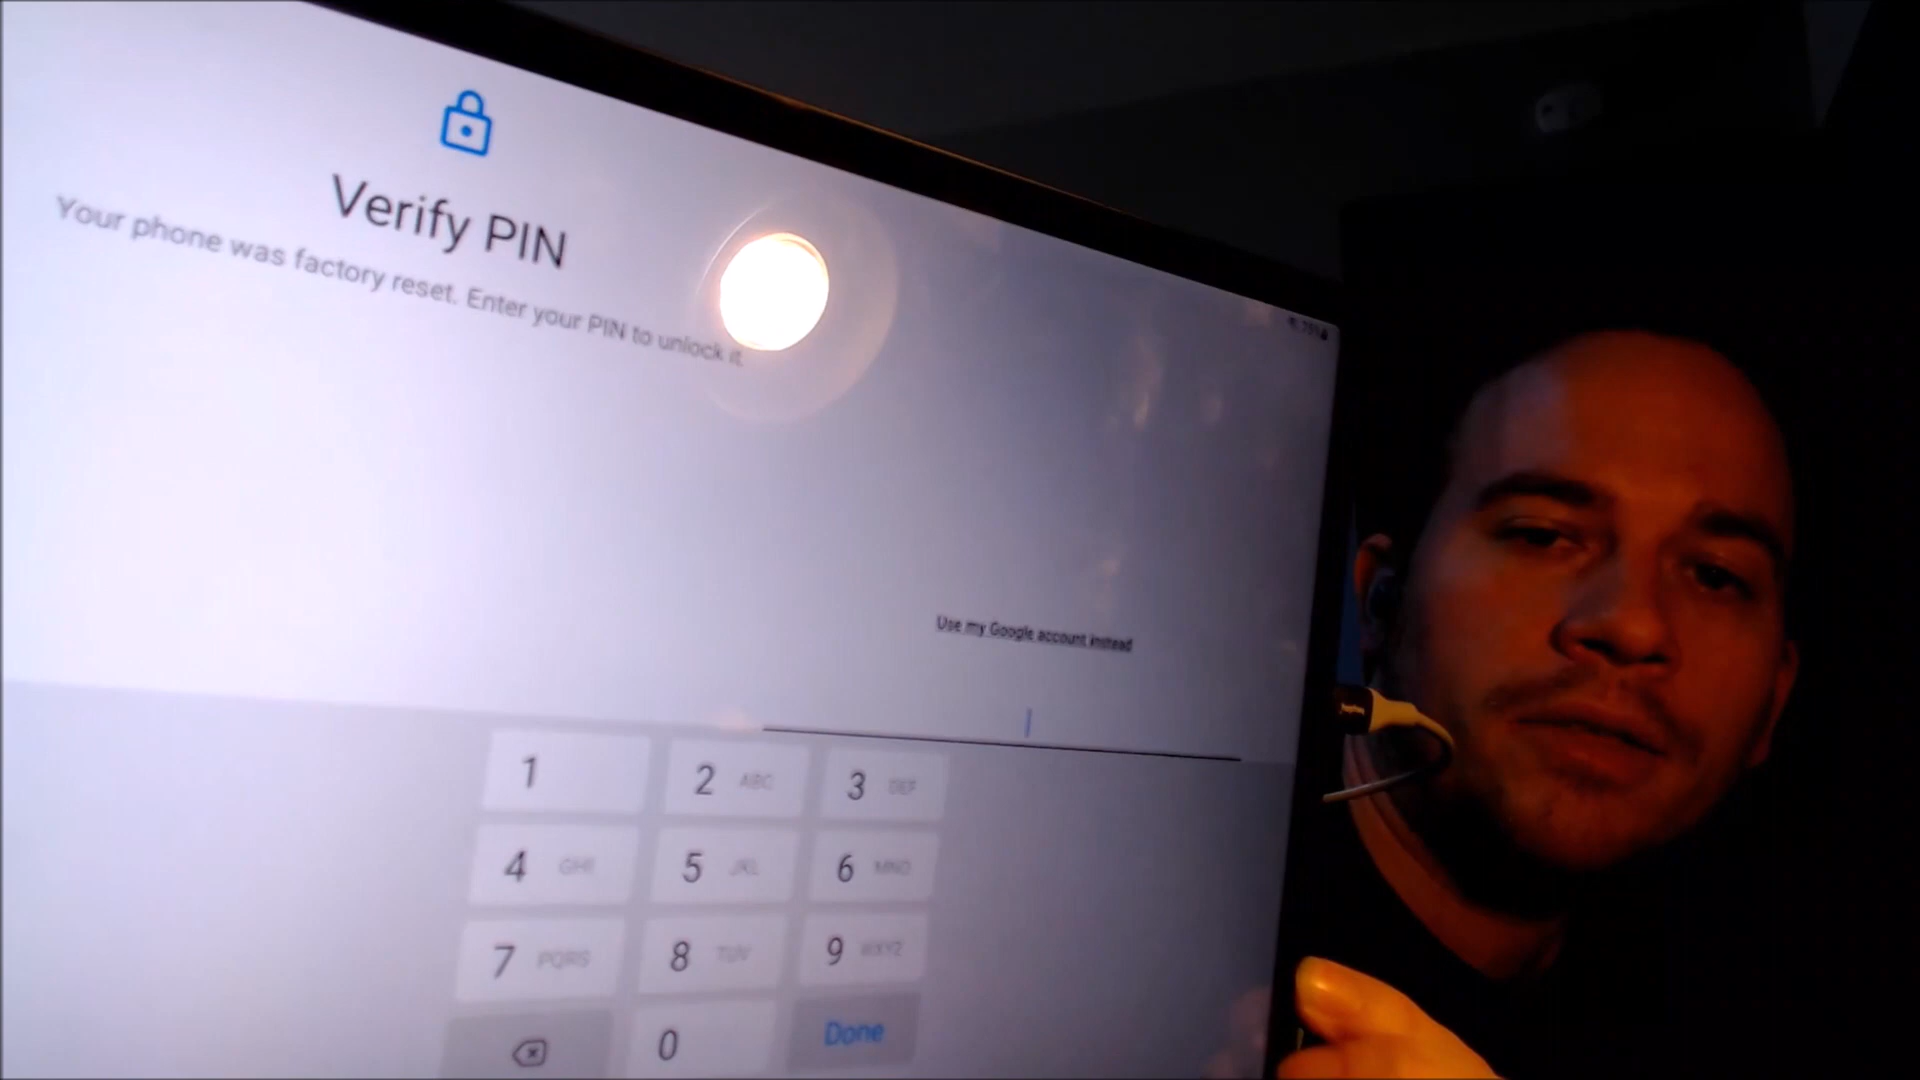 Verify PIN
Your phone was factory reset. Enter your PIN to unlock it.
Use my Google account instead
1
2 ABC
3 DEF
4 GHI
5 JKL
6 MNO
7 PQRS
8 TUV
9 WXYZ
0
Done